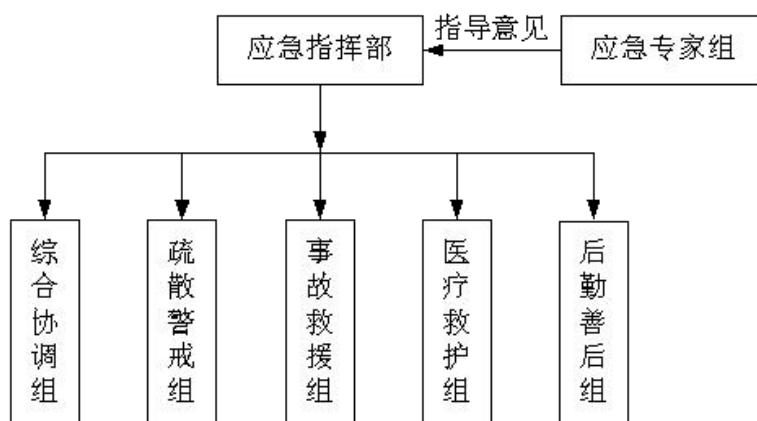 应急指挥部
指导意见
应急专家组
综合协调组
疏散警戒组
事故救援组
医疗救护组
后勤善后组